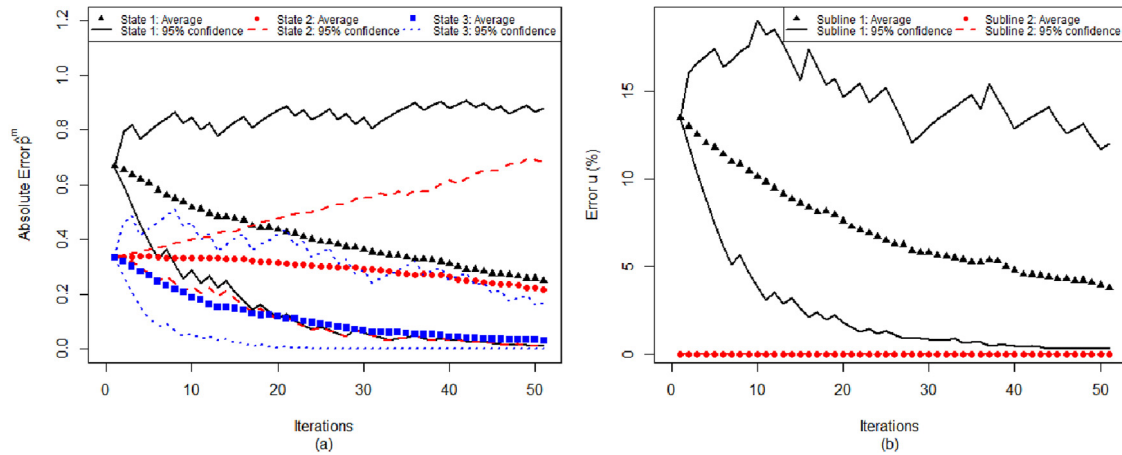 State 1: Average State 2: Average State 3: Average
State 1: 95% confidence State 2: 95% confidence State 3: 95% confidence
Absolute Error p̂^m
1.2
1.0
0.8
0.6
0.4
0.2
0.0
0 10 20 30 40 50
Iterations
(a)
Subline 1: Average Subline 2: Average
Subline 1: 95% confidence Subline 2: 95% confidence
Error u (%)
15
10
5
0
0 10 20 30 40 50
Iterations
(b)